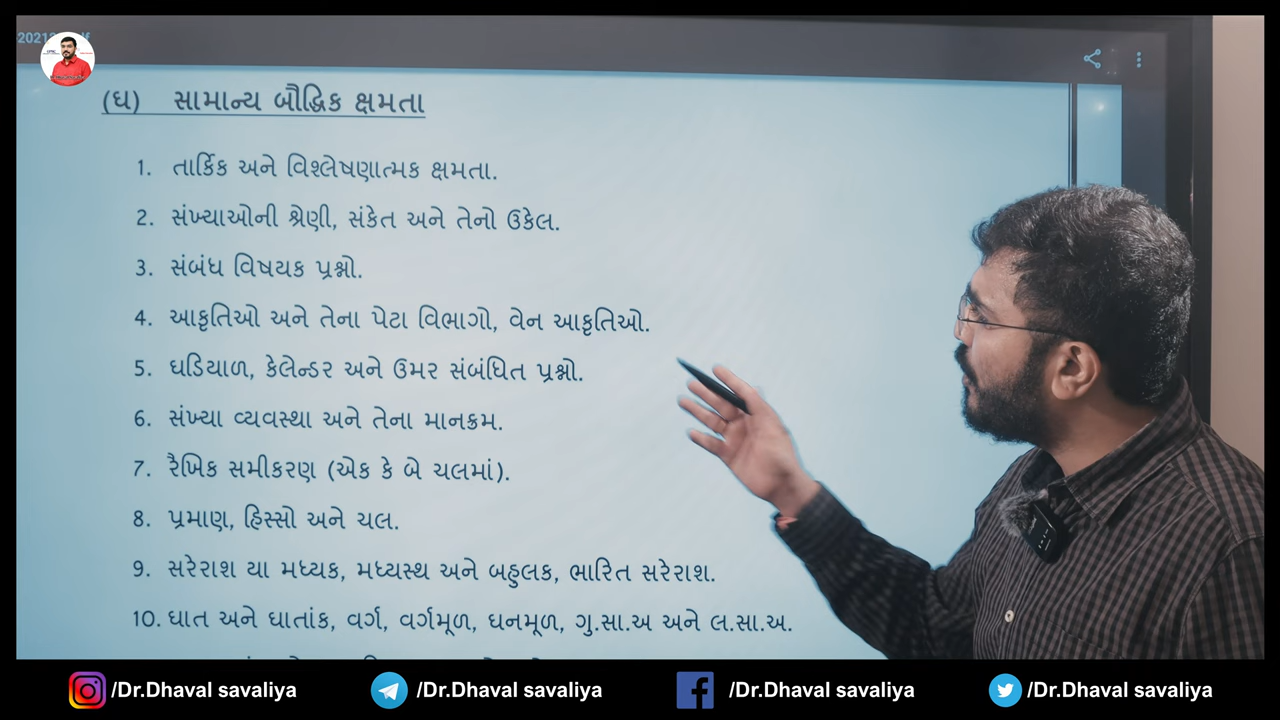 (ઘ) સામાન્ય બૌદ્ધિક ક્ષમતા
1. તાર્કિક અને વિશ્લેષણાત્મક ક્ષમતા.
2. સંખ્યાઓની શ્રેણી, સંકેત અને તેનો ઉકેલ.
3. સંબંધ વિષયક પ્રશ્નો.
4. આકૃતિઓ અને તેના પેટા વિભાગો, વેન આકૃતિઓ.
5. ઘડિયાળ, કેલેન્ડર અને ઉમર સંબંધિત પ્રશ્નો.
6. સંખ્યા વ્યવસ્થા અને તેના માનક્રમ.
7. રૈખિક સમીકરણ (એક કે બે ચલમાં).
8. પ્રમાણ, હિસ્સો અને ચલ.
9. સરેરાશ યા મધ્યક, મધ્યસ્થ અને બહુલક, ભારિત સરેરાશ.
10. ઘાત અને ઘાતાંક, વર્ગ, વર્ગમૂળ, ઘનમૂળ, ગુ.સા.અ અને લ.સા.અ.
/Dr.Dhaval savaliya /Dr.Dhaval savaliya /Dr.Dhaval savaliya /Dr.Dhaval savaliya